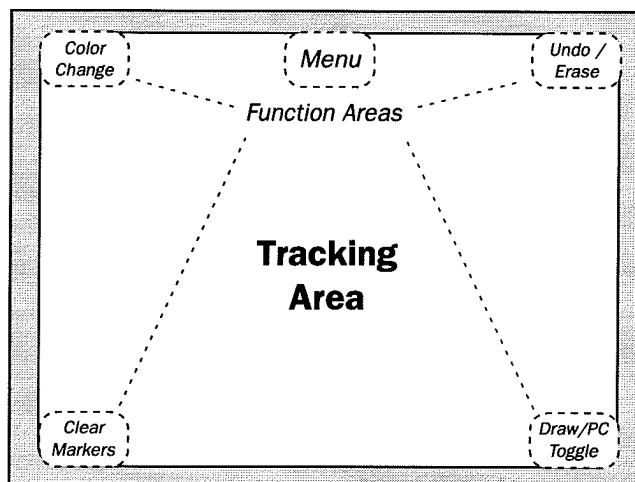 Color
Change
Menu
Undo /
Erase
Function Areas
Tracking
Area
Clear
Markers
Draw/PC
Toggle